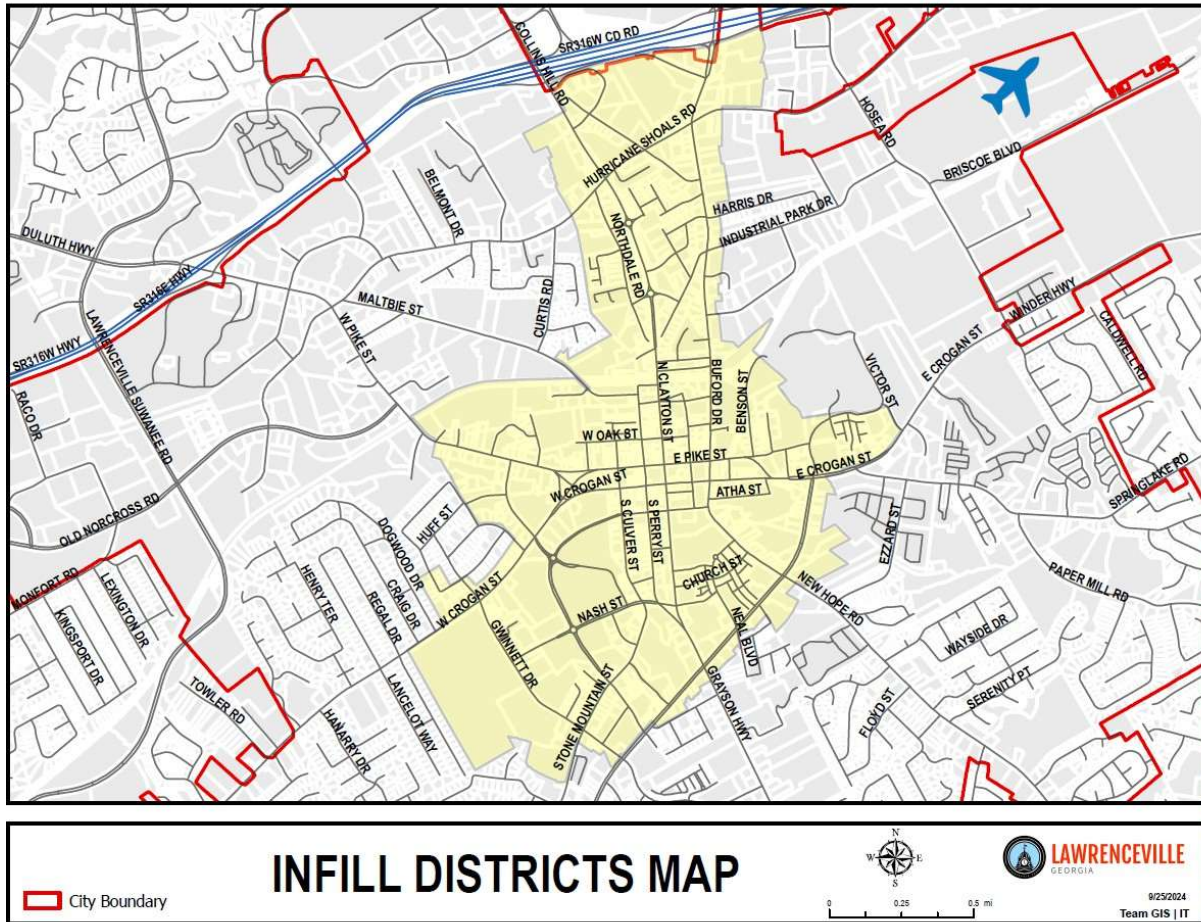 COLLINS HILL RD
SR316W CD RD
HURRICANE SHOALS RD
HOSEA RD
BRISCOE BLVD
BELMONT DR
HARRIS DR
INDUSTRIAL PARK DR
DULUTH HWY
NORTHDALE RD
SR316E HWY
MALTBIE ST
CURTIS RD
WINDER HWY
CALDWELL RD
LAWRENCEVILLE SUWANEE RD
W PIKE ST
SR316W HWY
E CROGAN ST
VICTOR ST
RACO DR
N CLAYTON ST
BUFORD DR
BENSON ST
W OAK ST
E PIKE ST
W CROGAN ST
E CROGAN ST
ATHA ST
SPRINGLAKE RD
OLD NORCROSS RD
HUFF ST
DOGWOOD DR
S CULVER ST
S PERRY ST
EZZARD ST
MONFORT RD
LEXINGTON DR
KINGSPORT DR
HENRY TER
CRAIG DR
REGAL DR
W CROGAN ST
CHURCH ST
NEW HOPE RD
PAPER MILL RD
NASH ST
GWINNETT DR
NEAL BLVD
WAYSIDE DR
TOWLER RD
LANCELOT WAY
HANARRY DR
STONE MOUNTAIN ST
GRAYSON HWY
FLOYD ST
SERENITY PT
INFILL DISTRICTS MAP
City Boundary
N
W E
S
0 0.25 0.5 mi
LAWRENCEVILLE
GEORGIA
9/25/2024
Team GIS | IT